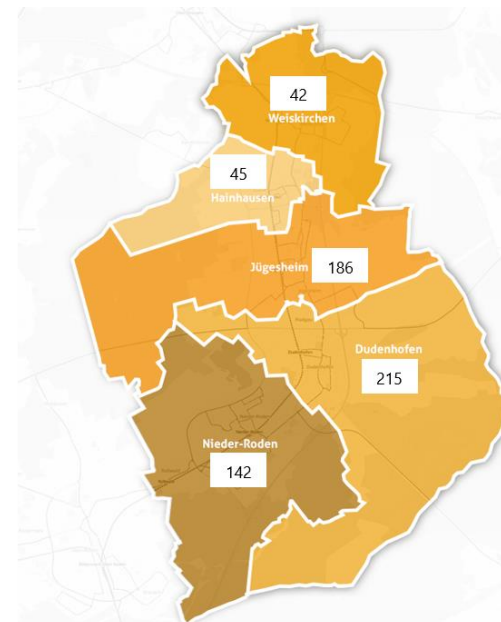 42
Weiskirchen
45
Hainhausen
Jügesheim 186
Dudenhofen
215
Nieder-Roden
142